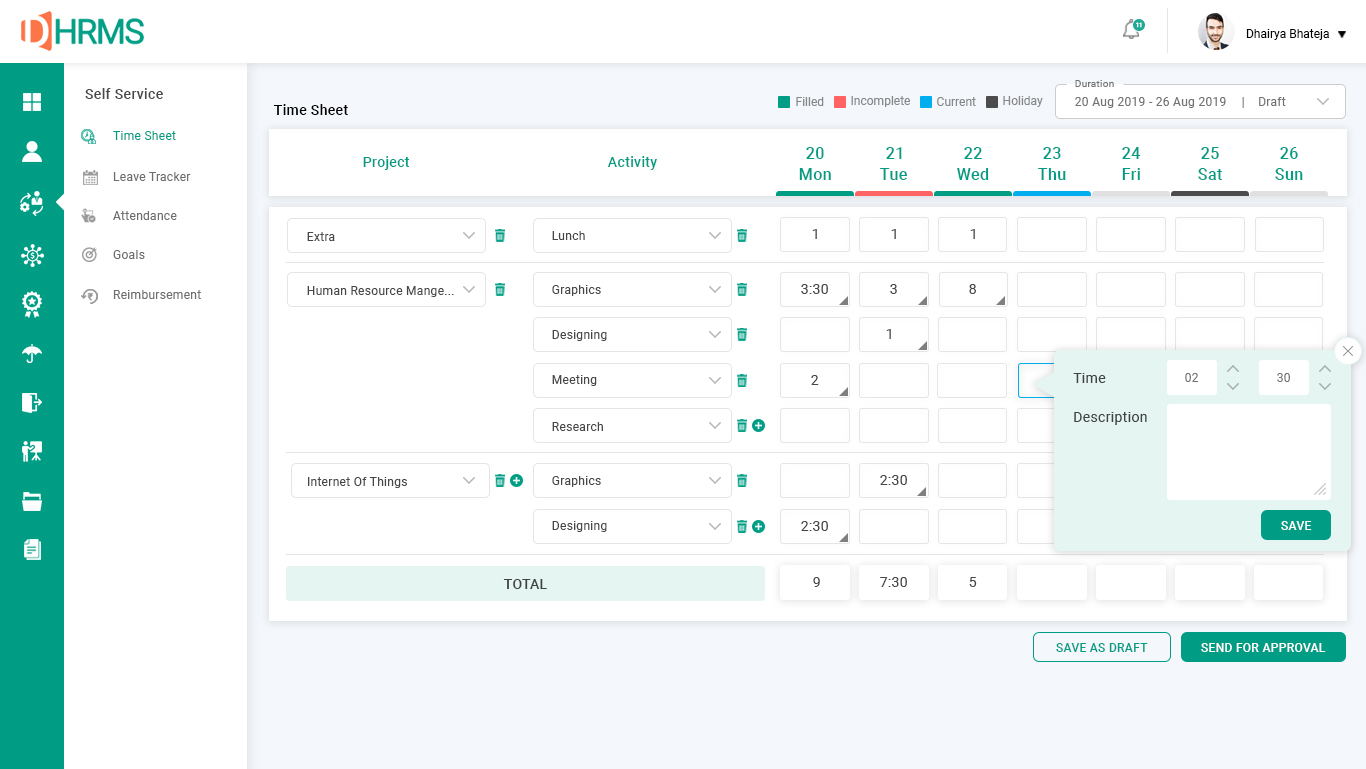 HRMS
11
Dhairya Bhateja
Self Service
Time Sheet
Leave Tracker
Attendance
Goals
Reimbursement
Time Sheet
Filled Incomplete Current Holiday
Duration
20 Aug 2019 - 26 Aug 2019 | Draft
Project Activity
20 21 22 23 24 25 26
Mon Tue Wed Thu Fri Sat Sun
Extra Lunch 1 1 1
Human Resource Mange... Graphics 3:30 3 8
Designing 1
Meeting 2
Research
Internet Of Things Graphics 2:30
Designing 2:30
TOTAL 9 7:30 5
Time 02 30
Description
SAVE
SAVE AS DRAFT SEND FOR APPROVAL